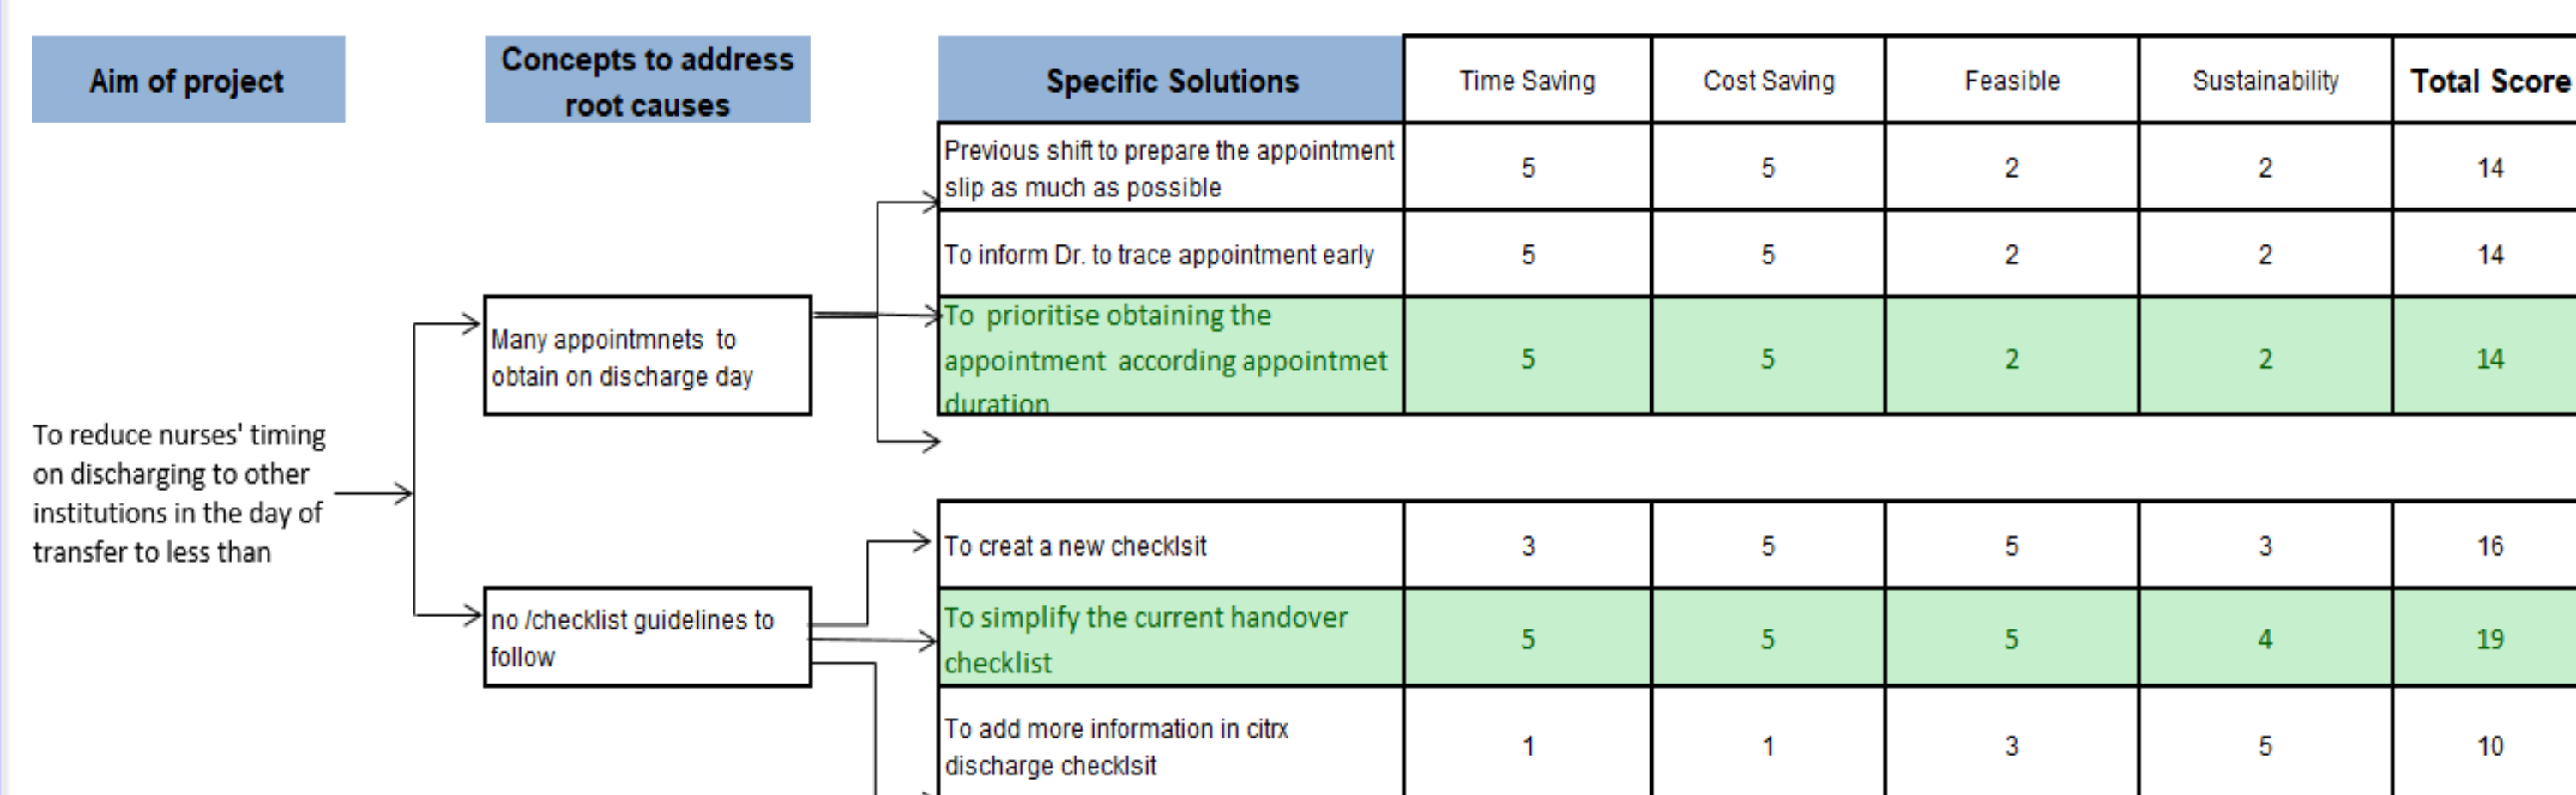 Aim of project
Concepts to address
root causes
Specific Solutions
Time Saving
Cost Saving
Feasible
Sustainability
Total Score
Previous shift to prepare the appointment
slip as much as possible
5
5
2
2
14
To inform Dr. to trace appointment early
5
5
2
2
14
Many appointmnets to
obtain on discharge day
To prioritise obtaining the
appointment according appointmet
duration
5
5
2
2
14
To reduce nurses' timing
on discharging to other
institutions in the day of
transfer to less than
To creat a new checklsit
3
5
5
3
16
no /checklist guidelines to
follow
To simplify the current handover
checklist
5
5
5
4
19
To add more information in citrx
discharge checklsit
1
1
3
5
10